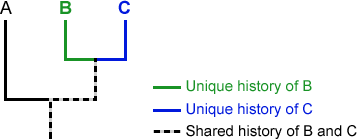 A B C
Unique history of B
Unique history of C
Shared history of B and C